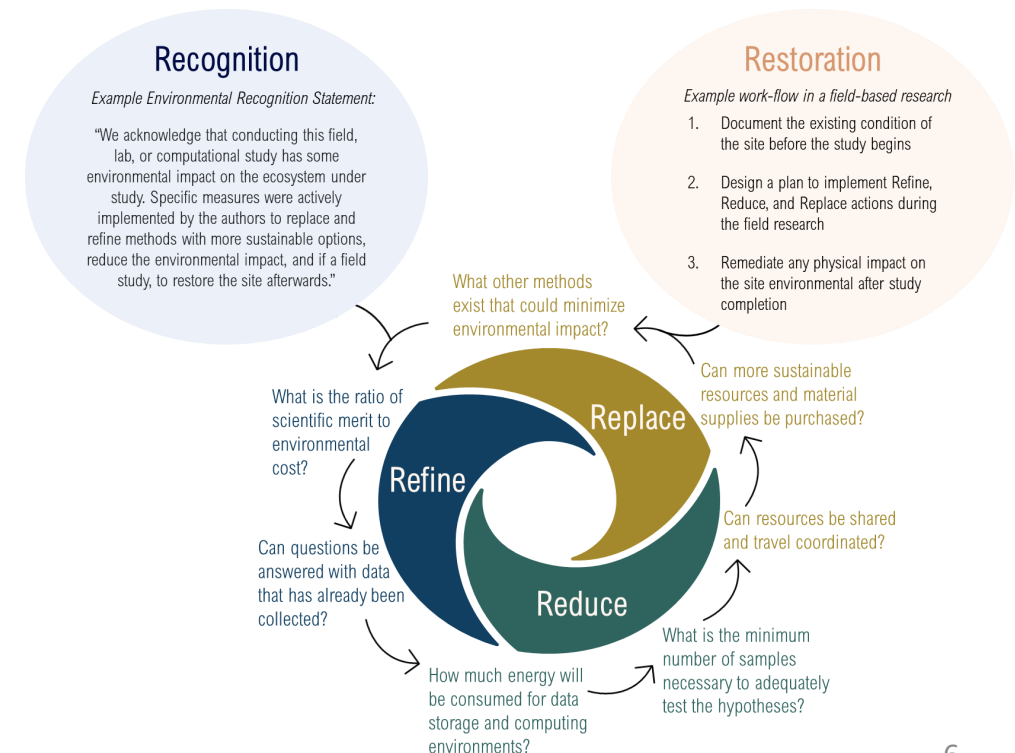 Recognition
Example Environmental Recognition Statement:
“We acknowledge that conducting this field,
lab, or computational study has some
environmental impact on the ecosystem under
study. Specific measures were actively
implemented by the authors to replace and
refine methods with more sustainable options,
reduce the environmental impact, and if a field
study, to restore the site afterwards.”
Restoration
Example work-flow in a field-based research
1. Document the existing condition of
the site before the study begins
2. Design a plan to implement Refine,
Reduce, and Replace actions during
the field research
3. Remediate any physical impact on
the site environmental after study
completion
What other methods
exist that could minimize
environmental impact?
Can more sustainable
resources and material
supplies be purchased?
Replace
What is the ratio of
scientific merit to
environmental
cost?
Refine
Can resources be shared
and travel coordinated?
Can questions be
answered with data
that has already been
collected?
Reduce
What is the minimum
number of samples
necessary to adequately
test the hypotheses?
How much energy will
be consumed for data
storage and computing
environments?